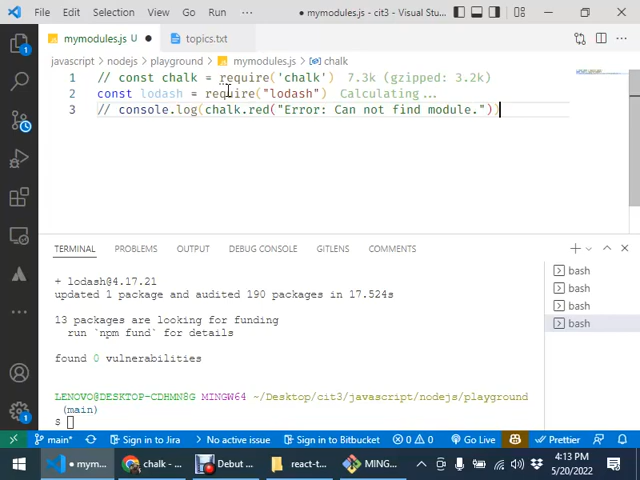 File Edit Selection View Go Run ··· • mymodules.js - cit3 - Visual Stu...
mymodules.js U ● topics.txt
javascript > nodejs > playground > mymodules.js > chalk
1 // const chalk = require('chalk') 7.3k (gzipped: 3.2k)
2 const lodash = require("lodash") Calculating...
3 // console.log(chalk.red("Error: Can not find module."))
TERMINAL PROBLEMS OUTPUT DEBUG CONSOLE GITLENS COMMENTS
+ lodash@4.17.21
updated 1 package and audited 190 packages in 17.524s
13 packages are looking for funding
run `npm fund` for details
found 0 vulnerabilities
LENOVO@DESKTOP-CDHMN8G MINGW64 ~/Desktop/cit3/javascript/nodejs/playground
(main)
$
bash
bash
bash
bash
main* Sign in to Jira No active issue Sign in to Bitbucket 0 0 Go Live Prettier
mym... chalk - ... Debut ... react-t... MING... 4:13 PM
5/20/2022